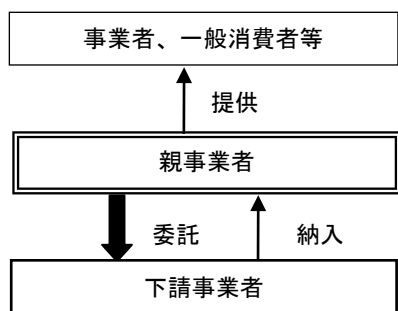 事業者、一般消費者等
提供
親事業者
委託 納入
下請事業者